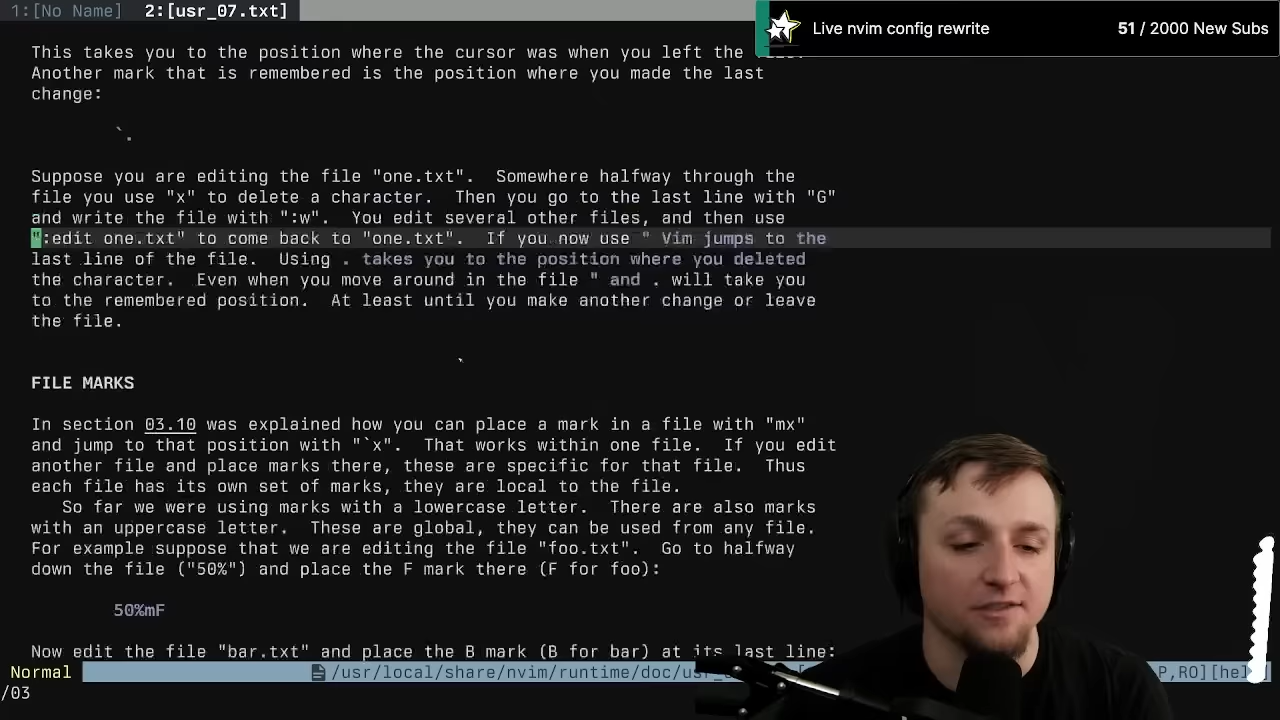 1:[No Name] 2:[usr_07.txt]
Live nvim config rewrite 51 / 2000 New Subs
This takes you to the position where the cursor was when you left the
Another mark that is remembered is the position where you made the last
change:
`.
Suppose you are editing the file "one.txt". Somewhere halfway through the
file you use "x" to delete a character. Then you go to the last line with "G"
and write the file with ":w". You edit several other files, and then use
":edit one.txt" to come back to "one.txt". If you now use " Vim jumps to the
last line of the file. Using . takes you to the position where you deleted
the character. Even when you move around in the file " and . will take you
to the remembered position. At least until you make another change or leave
the file.
FILE MARKS
In section 03.10 was explained how you can place a mark in a file with "mx"
and jump to that position with "`x". That works within one file. If you edit
another file and place marks there, these are specific for that file. Thus
each file has its own set of marks, they are local to the file.
So far we were using marks with a lowercase letter. There are also marks
with an uppercase letter. These are global, they can be used from any file.
For example suppose that we are editing the file "foo.txt". Go to halfway
down the file ("50%") and place the F mark there (F for foo):
50%mF
Now edit the file "bar.txt" and place the B mark (B for bar) at its last line:
Normal /usr/local/share/nvim/runtime/doc/usr_ P,RO][hel
/03